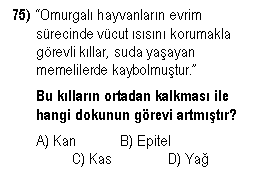 75) “Omurgalı hayvanların evrim
sürecinde vücut ısısını korumakla
görevli kıllar, suda yaşayan
memelilerde kaybolmuştur.”
Bu kılların ortadan kalkması ile
hangi dokunun görevi artmıştır?
A) Kan B) Epitel
C) Kas D) Yağ